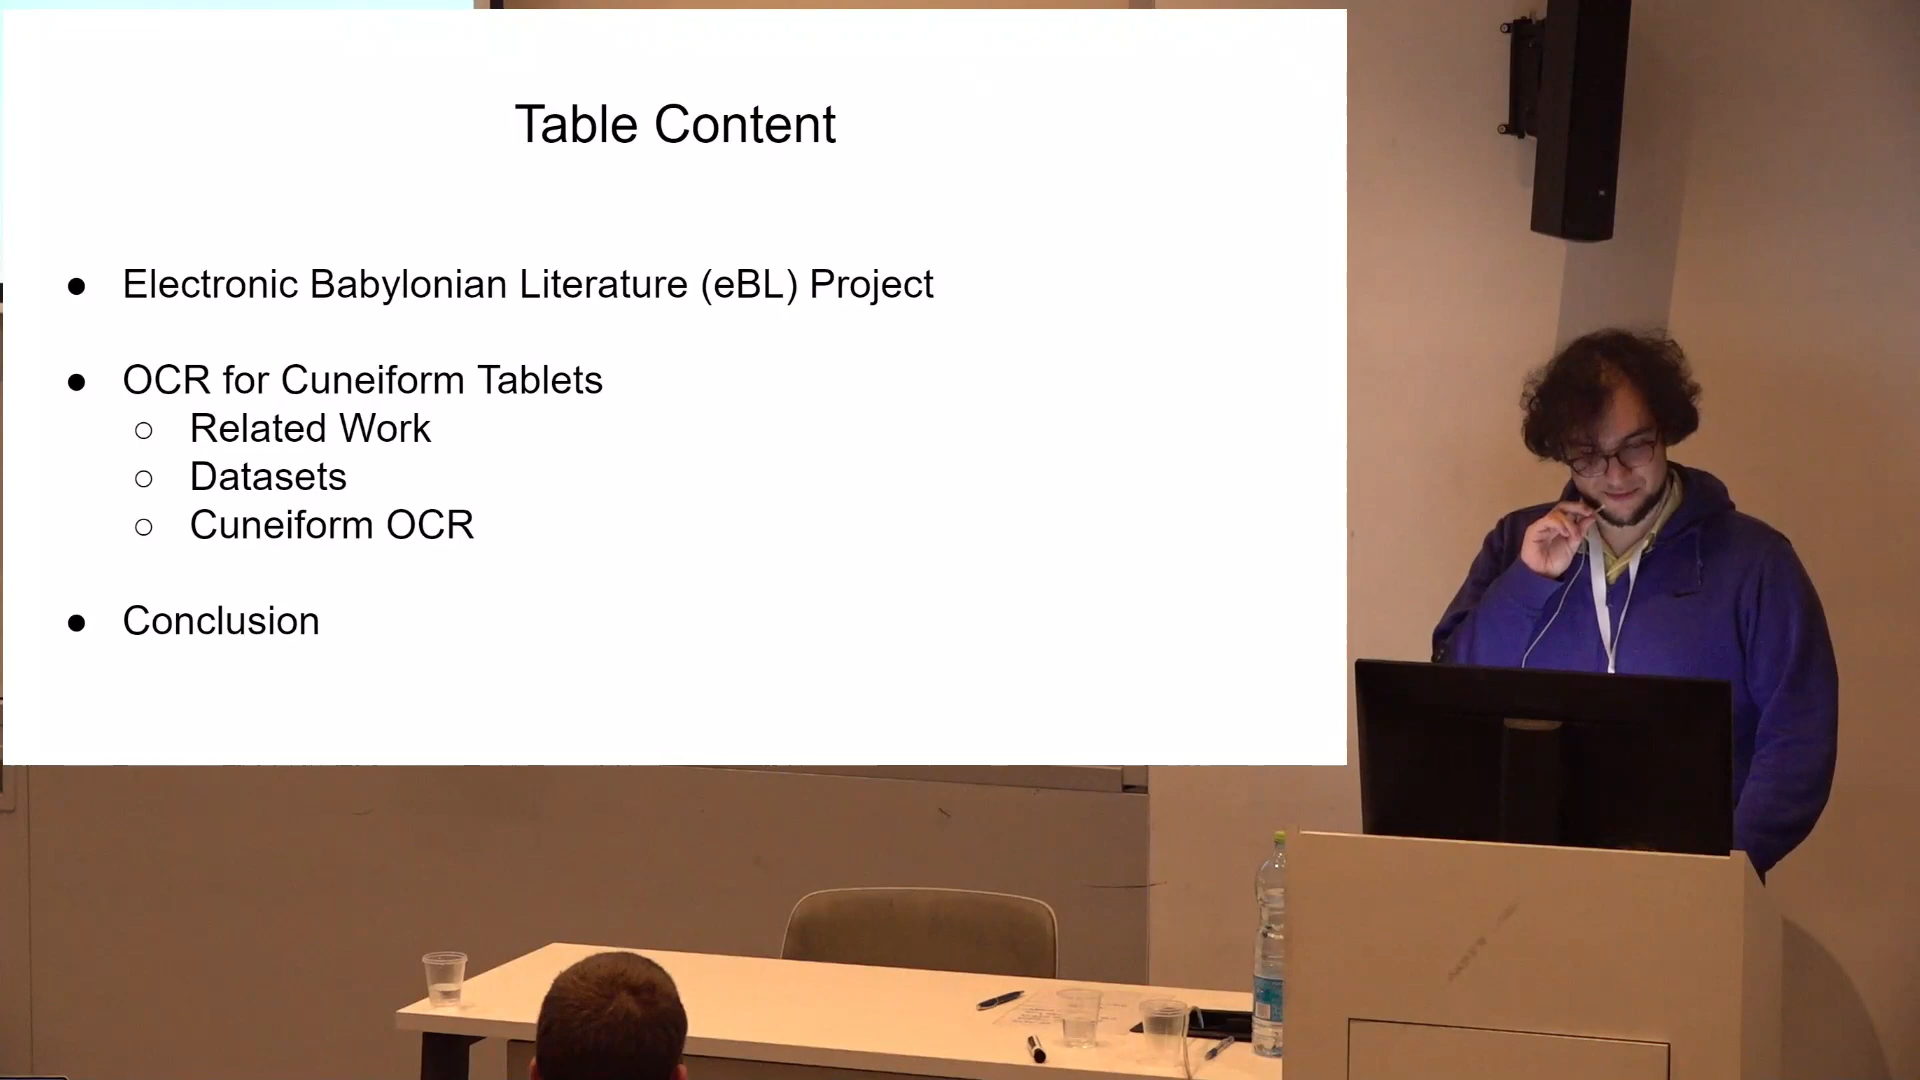 Table Content
● Electronic Babylonian Literature (eBL) Project
● OCR for Cuneiform Tablets
○ Related Work
○ Datasets
○ Cuneiform OCR
● Conclusion